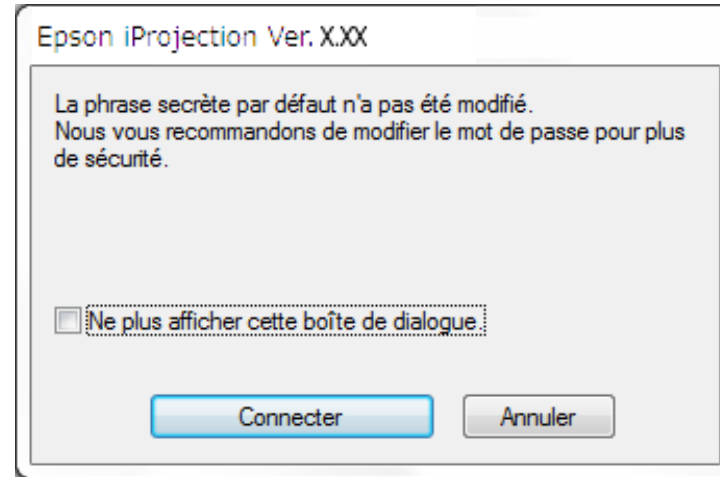 Epson iProjection Ver. X.XX
La phrase secrète par défaut n'a pas été modifié.
Nous vous recommandons de modifier le mot de passe pour plus
de sécurité.
Ne plus afficher cette boîte de dialogue.
Connecter Annuler